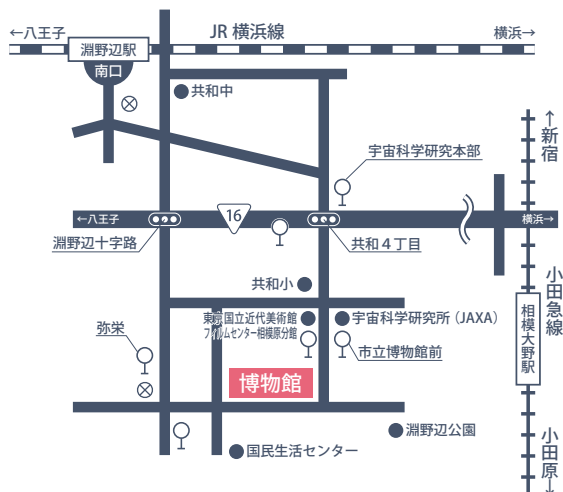 ←八王子
JR 横浜線
横浜→
淵野辺駅
南口
共和中
←新宿
宇宙科学研究本部
←八王子
16
横浜→
淵野辺十字路
共和4丁目
共和小
小田急線
東京国立近代美術館
フィルムセンター相模原分館
宇宙科学研究所(JAXA)
相模大野駅
弥栄
市立博物館前
博物館
淵野辺公園
小田原→
国民生活センター